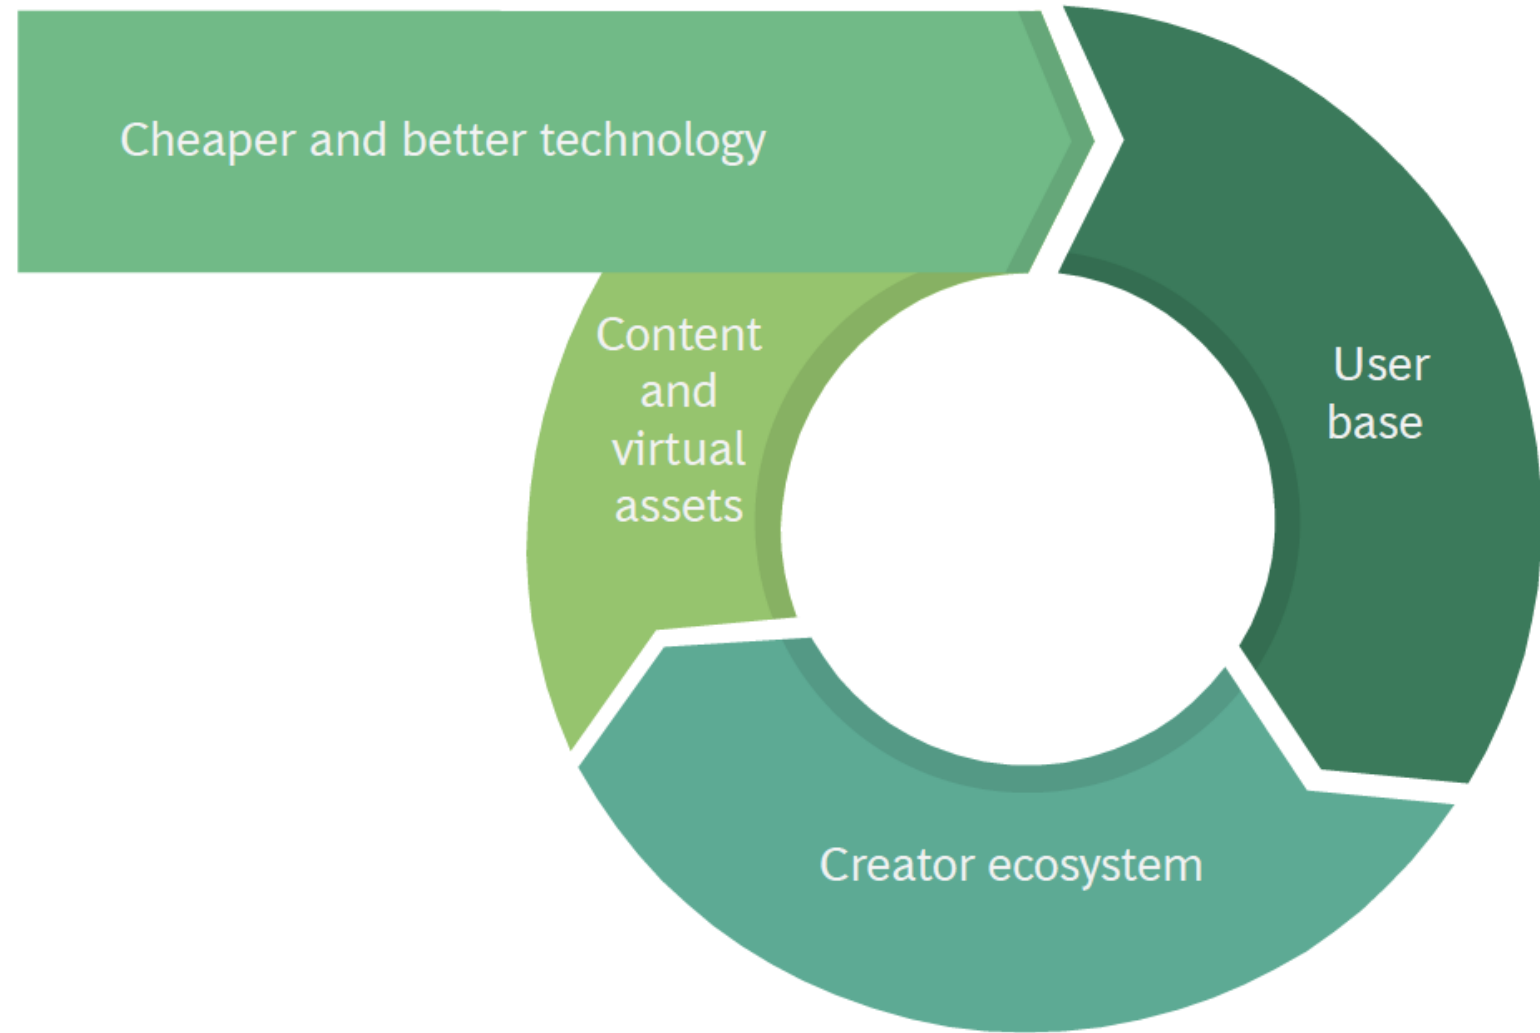 Cheaper and better technology
Content
and
virtual
assets
User
base
Creator ecosystem